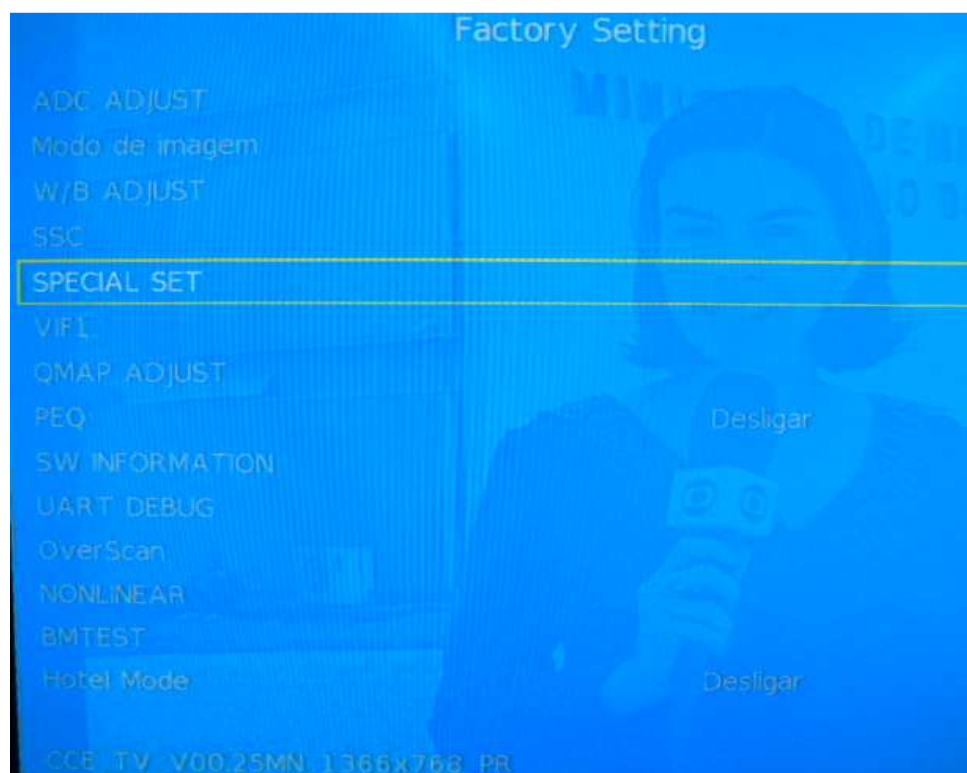 Factory Setting
ADC ADJUST
Modo de imagem
W/B ADJUST
SSC
SPECIAL SET
VIF1
QMAP ADJUST
PEQ Desligar
SW INFORMATION
UART DEBUG
OverScan
NONLINEAR
BMTEST
Hotel Mode Desligar
CCE TV V00.25MN 1366x768 PR